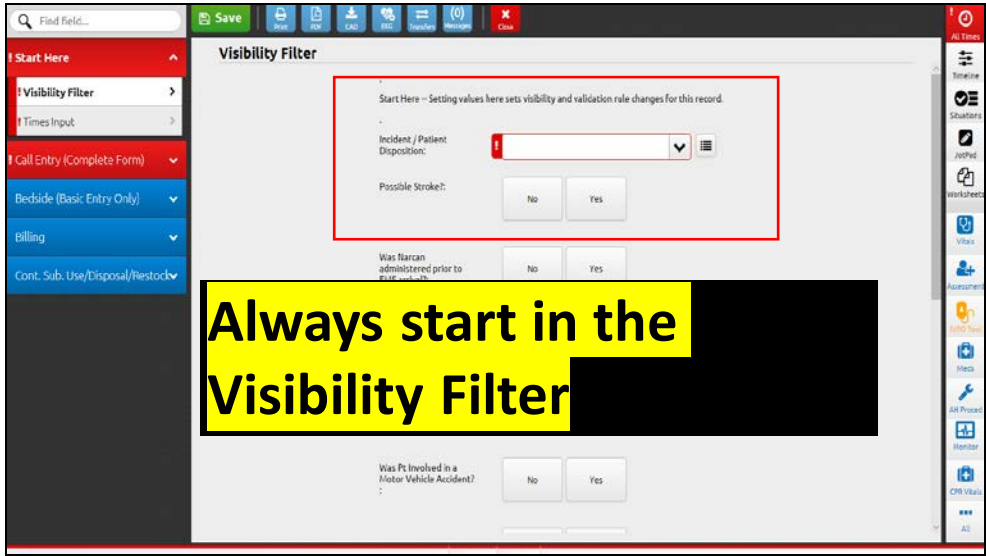 Find field...
Save
Print
PDF
CAD
EKG
Transfers
(0)
Messages
X
Close
! Start Here
! Visibility Filter
! Times Input
! Call Entry (Complete Form)
Bedside (Basic Entry Only)
Billing
Cont. Sub. Use/Disposal/Restock
Visibility Filter
.
Start Here – Setting values here sets visibility and validation rule changes for this record.
.
Incident / Patient
Disposition:
!
Possible Stroke?:
No
Yes
Was Narcan
administered prior to
No
Yes
Always start in the
Visibility Filter
Was Pt Involved in a
Motor Vehicle Accident?
:
No
Yes
!
All Times
Timeline
Situations
JotPad
Worksheets
Vitals
Assessment
Meds
AH Proced
Monitor
CPR Vitals
All